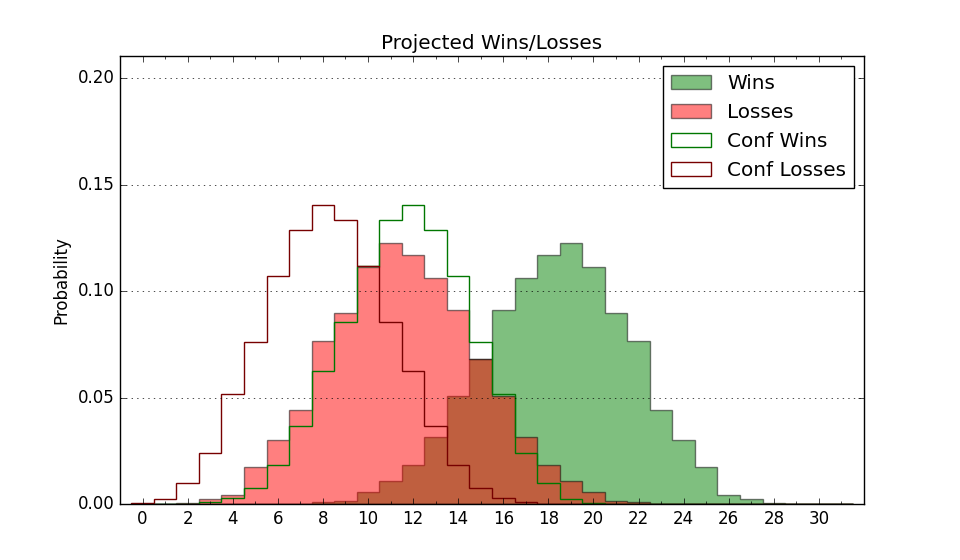 Projected Wins/Losses
0.20
0.15
0.10
0.05
0.00
Probability
Wins
Losses
Conf Wins
Conf Losses
0 2 4 6 8 10 12 14 16 18 20 22 24 26 28 30